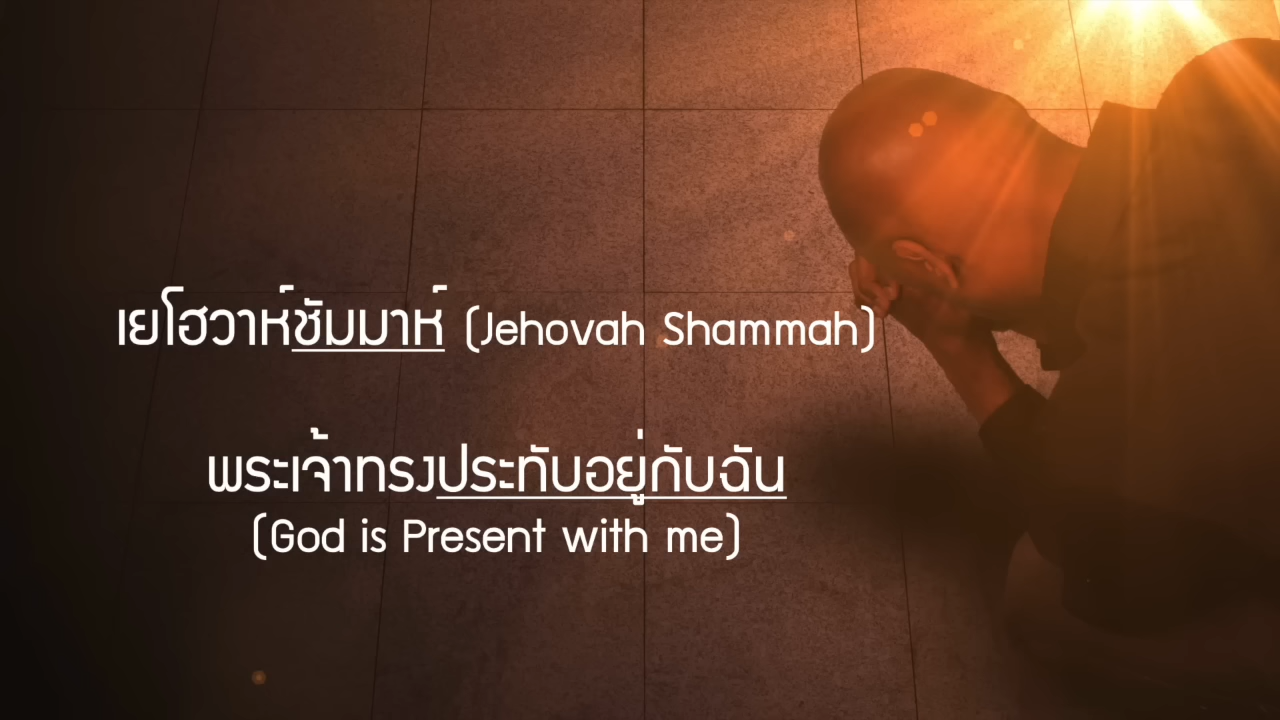 เยโฮวาห์ชัมมาห์ (Jehovah Shammah)
พระเจ้าทรงประทับอยู่กับฉัน
(God is Present with me)